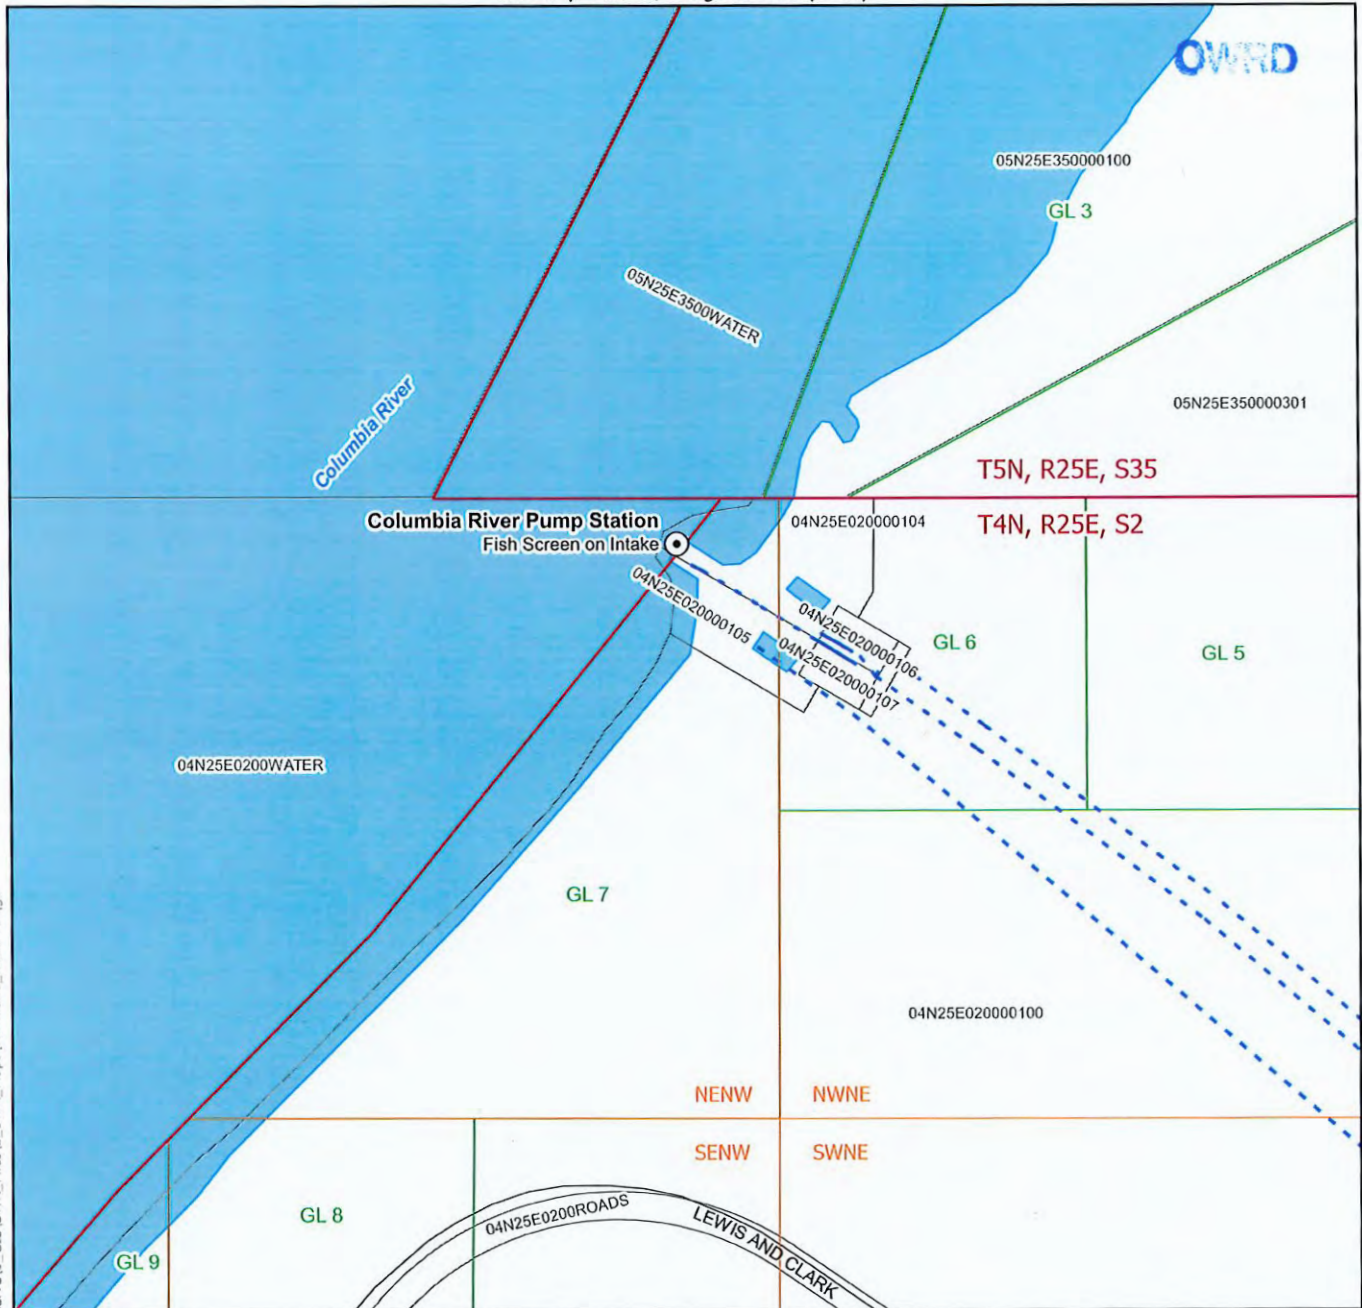 OWRD
05N25E350000100
GL 3
05N25E3500WATER
Columbia River
05N25E350000301
T5N, R25E, S35
Columbia River Pump Station
Fish Screen on Intake
04N25E020000104
T4N, R25E, S2
04N25E020000105
04N25E020000106
04N25E020000107
GL 6
GL 5
04N25E0200WATER
GL 7
04N25E020000100
NENW
NWNE
SENW
SWNE
GL 8
04N25E0200ROADS
LEWIS AND CLARK
GL 9